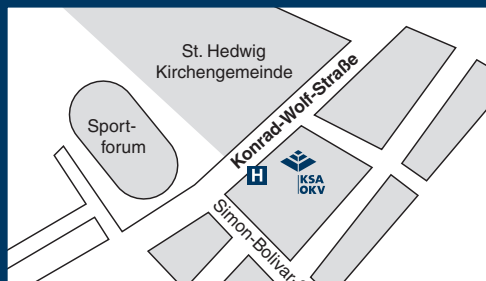 St. Hedwig
Kirchengemeinde
Sport-
forum
Konrad-Wolf-Straße
H
KSA
OKV
Simon-Bolivar-